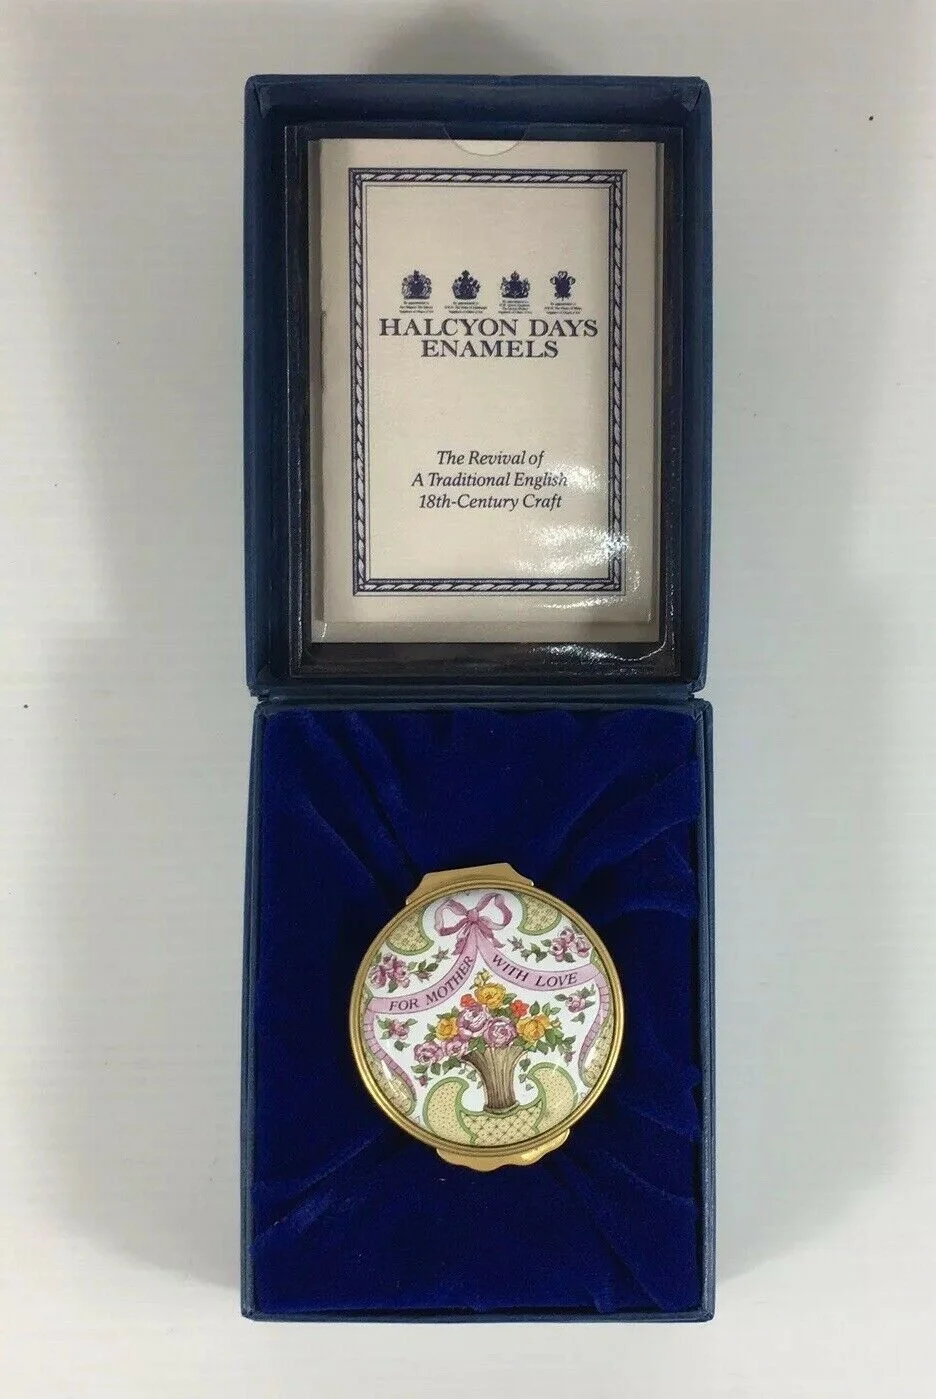 HALCYON DAYS
ENAMELS
The Revival of
A Traditional English
18th-Century Craft
FOR MOTHER WITH LOVE